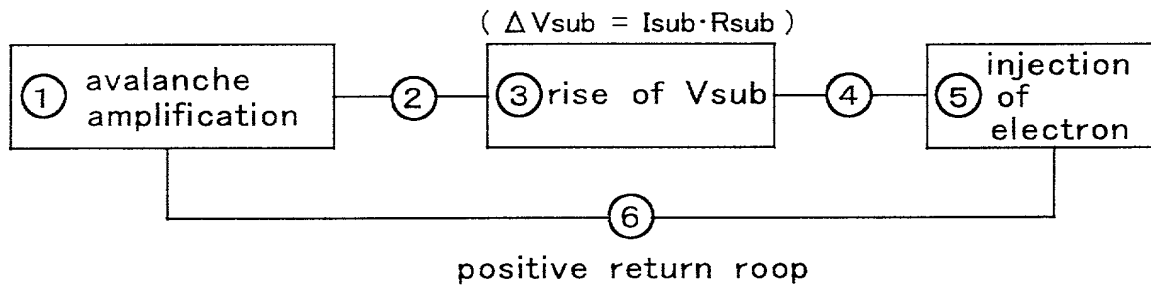 ( ΔVsub = Isub·Rsub )
① avalanche
amplification
②
③ rise of Vsub
④
⑤ injection
of
electron
⑥
positive return roop